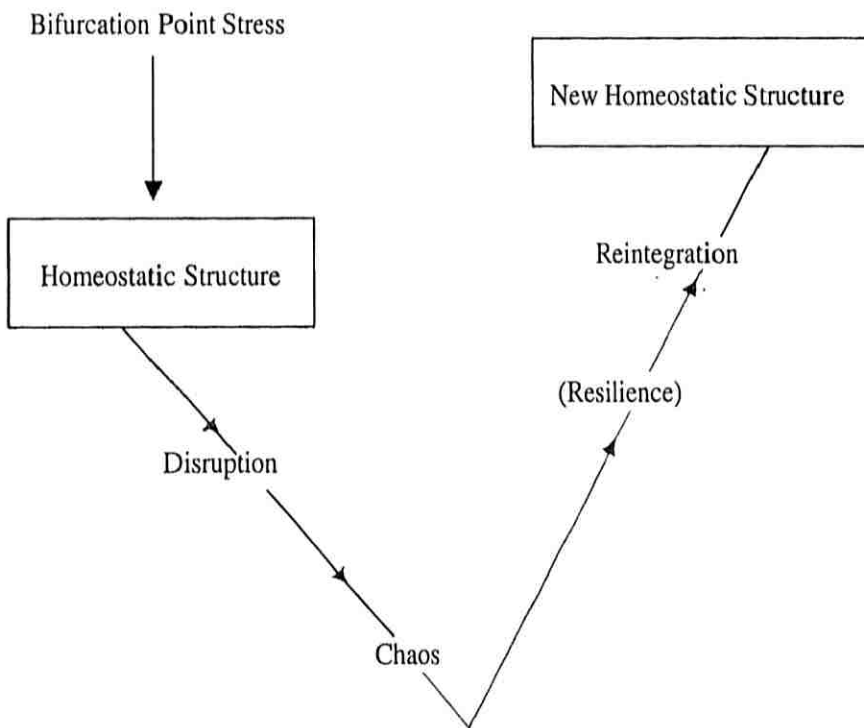 Bifurcation Point Stress
New Homeostatic Structure
Homeostatic Structure
Reintegration
(Resilience)
Disruption
Chaos